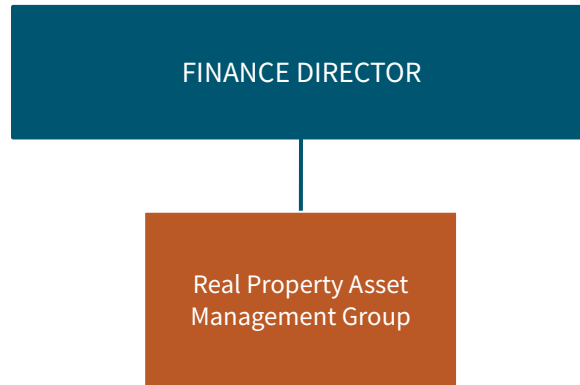 FINANCE DIRECTOR
Real Property Asset
Management Group